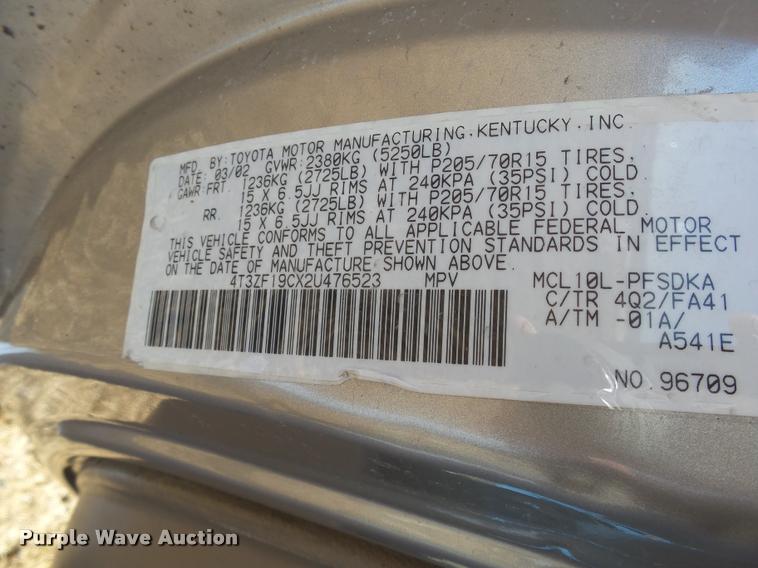 MFD. BY:TOYOTA MOTOR MANUFACTURING,KENTUCKY,INC.
DATE: 03/02 GVWR:2380KG (5250LB)
GAWR:FRT. 1236KG (2725LB) WITH P205/70R15 TIRES,
15 X 6.5JJ RIMS AT 240KPA (35PSI) COLD.
RR. 1236KG (2725LB) WITH P205/70R15 TIRES,
15 X 6.5JJ RIMS AT 240KPA (35PSI) COLD.
THIS VEHICLE CONFORMS TO ALL APPLICABLE FEDERAL MOTOR
VEHICLE SAFETY AND THEFT PREVENTION STANDARDS IN EFFECT
ON THE DATE OF MANUFACTURE SHOWN ABOVE.
4T3ZF19CX2U476523 MPV MCL10L-PFSDKA
C/TR 4Q2/FA41
A/TM -01A/
A541E
NO.96709
Purple Wave Auction
Purple Wave Auction